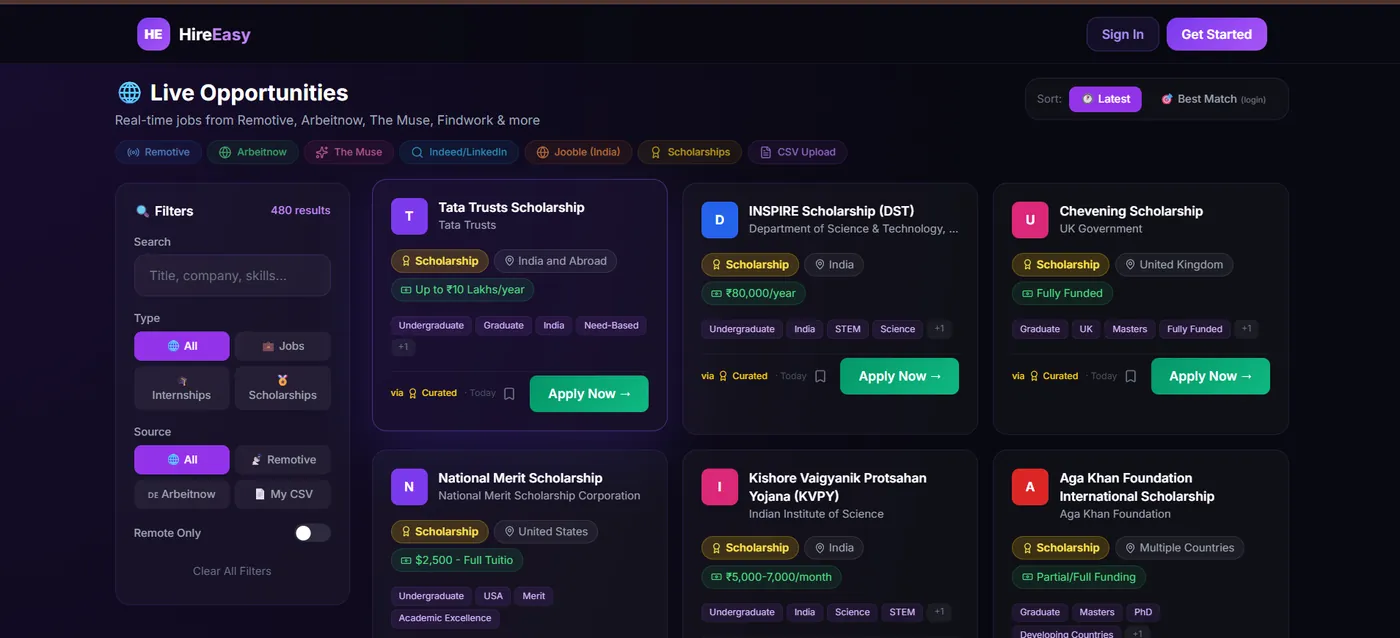 HE HireEasy
Sign In
Get Started
Live Opportunities
Real-time jobs from Remotive, Arbeitnow, The Muse, Findwork & more
Sort: Latest Best Match (login)
Remotive Arbeitnow The Muse Indeed/LinkedIn Jooble (India) Scholarships CSV Upload
Filters 480 results
Search
Title, company, skills...
Type
All Jobs
Internships Scholarships
Source
All Remotive
DE Arbeitnow My CSV
Remote Only
Clear All Filters
T
Tata Trusts Scholarship
Tata Trusts
Scholarship India and Abroad
Up to ₹10 Lakhs/year
Undergraduate Graduate India Need-Based
+1
via Curated · Today Apply Now →
D
INSPIRE Scholarship (DST)
Department of Science & Technology, ...
Scholarship India
₹80,000/year
Undergraduate India STEM Science +1
via Curated · Today Apply Now →
U
Chevening Scholarship
UK Government
Scholarship United Kingdom
Fully Funded
Graduate UK Masters Fully Funded +1
via Curated · Today Apply Now →
N
National Merit Scholarship
National Merit Scholarship Corporation
Scholarship United States
$2,500 - Full Tuitio
Undergraduate USA Merit
Academic Excellence
I
Kishore Vaigyanik Protsahan
Yojana (KVPY)
Indian Institute of Science
Scholarship India
₹5,000-7,000/month
Undergraduate India Science STEM +1
A
Aga Khan Foundation
International Scholarship
Aga Khan Foundation
Scholarship Multiple Countries
Partial/Full Funding
Graduate Masters PhD
Developing Countries +1